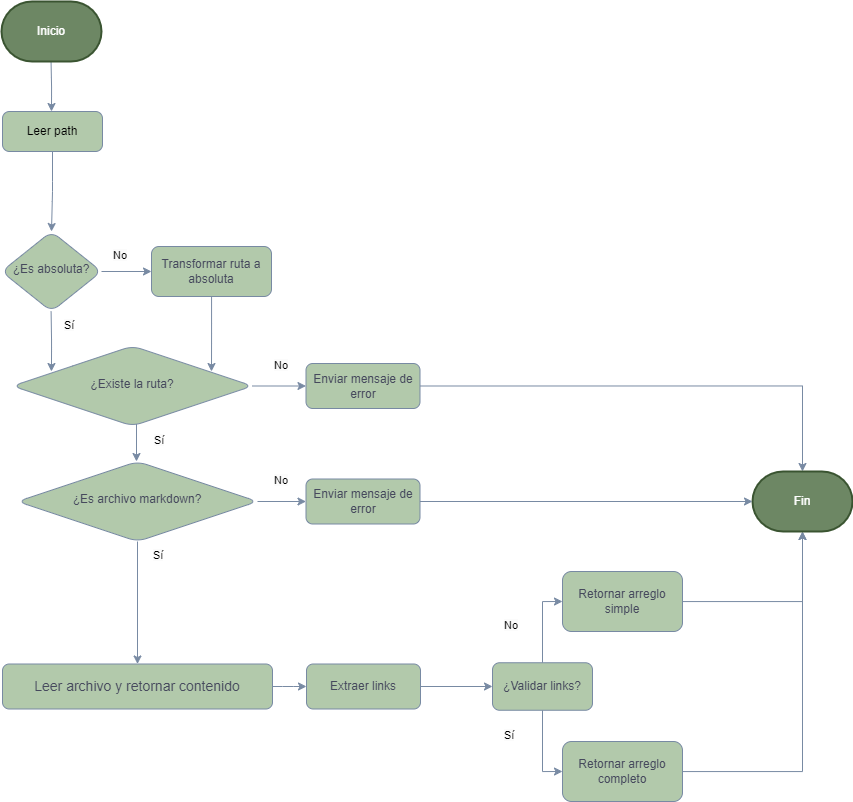 Inicio
Leer path
¿Es absoluta?
No
Transformar ruta a
absoluta
Sí
¿Existe la ruta?
No
Enviar mensaje de
error
Sí
¿Es archivo markdown?
No
Enviar mensaje de
error
Fin
Sí
Leer archivo y retornar contenido
Extraer links
¿Validar links?
No
Retornar arreglo
simple
Sí
Retornar arreglo
completo